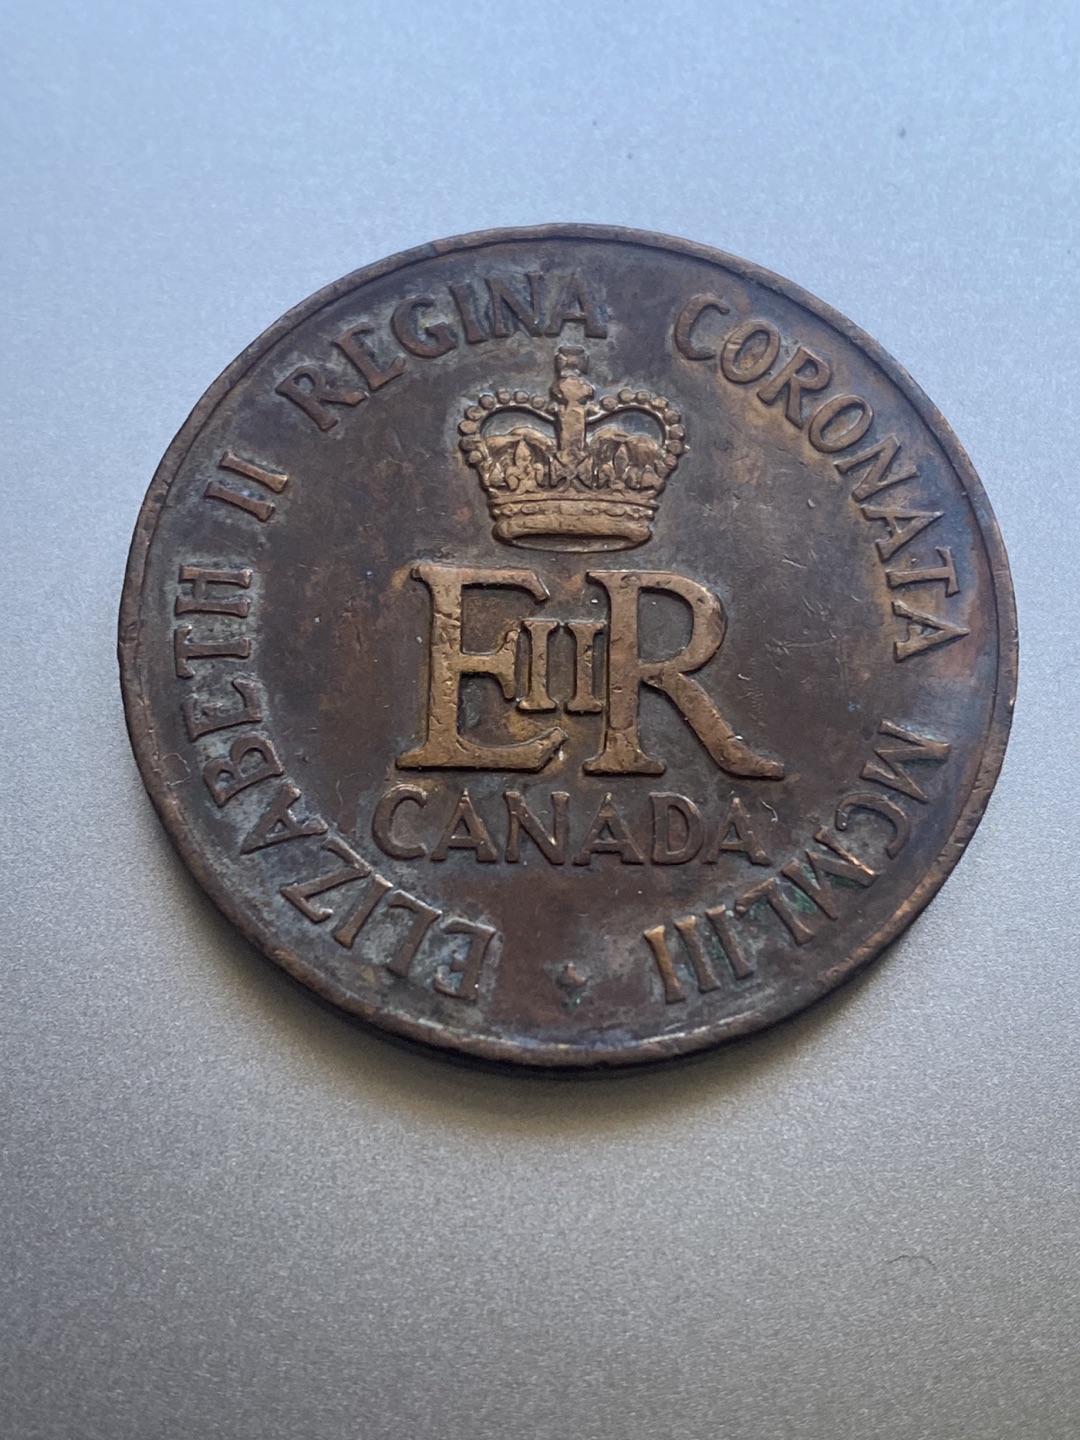 ELIZABETH II REGINA CORONATA MCMLIII
EIIR
CANADA